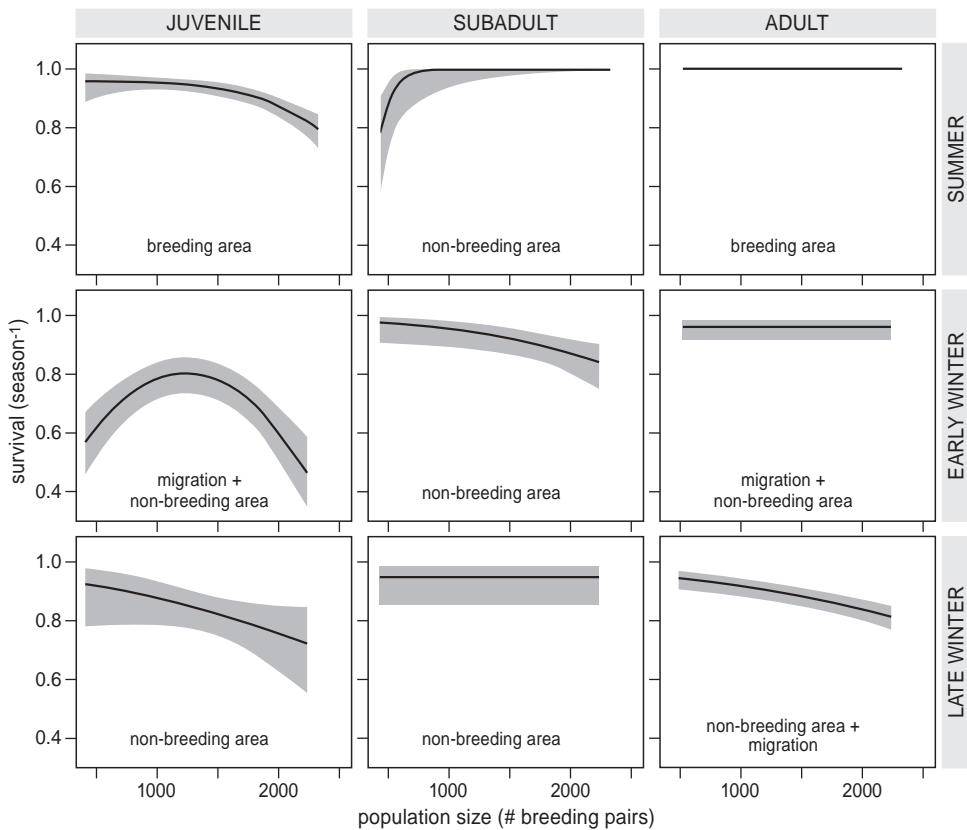 JUVENILE SUBADULT ADULT
1.0
0.8
0.6
0.4
breeding area non-breeding area breeding area
SUMMER
1.0
0.8
0.6
0.4
migration +
non-breeding area
non-breeding area
migration +
non-breeding area
EARLY WINTER
survival (season-1)
1.0
0.8
0.6
0.4
non-breeding area
non-breeding area
non-breeding area +
migration
LATE WINTER
1000 2000 1000 2000 1000 2000
population size (# breeding pairs)